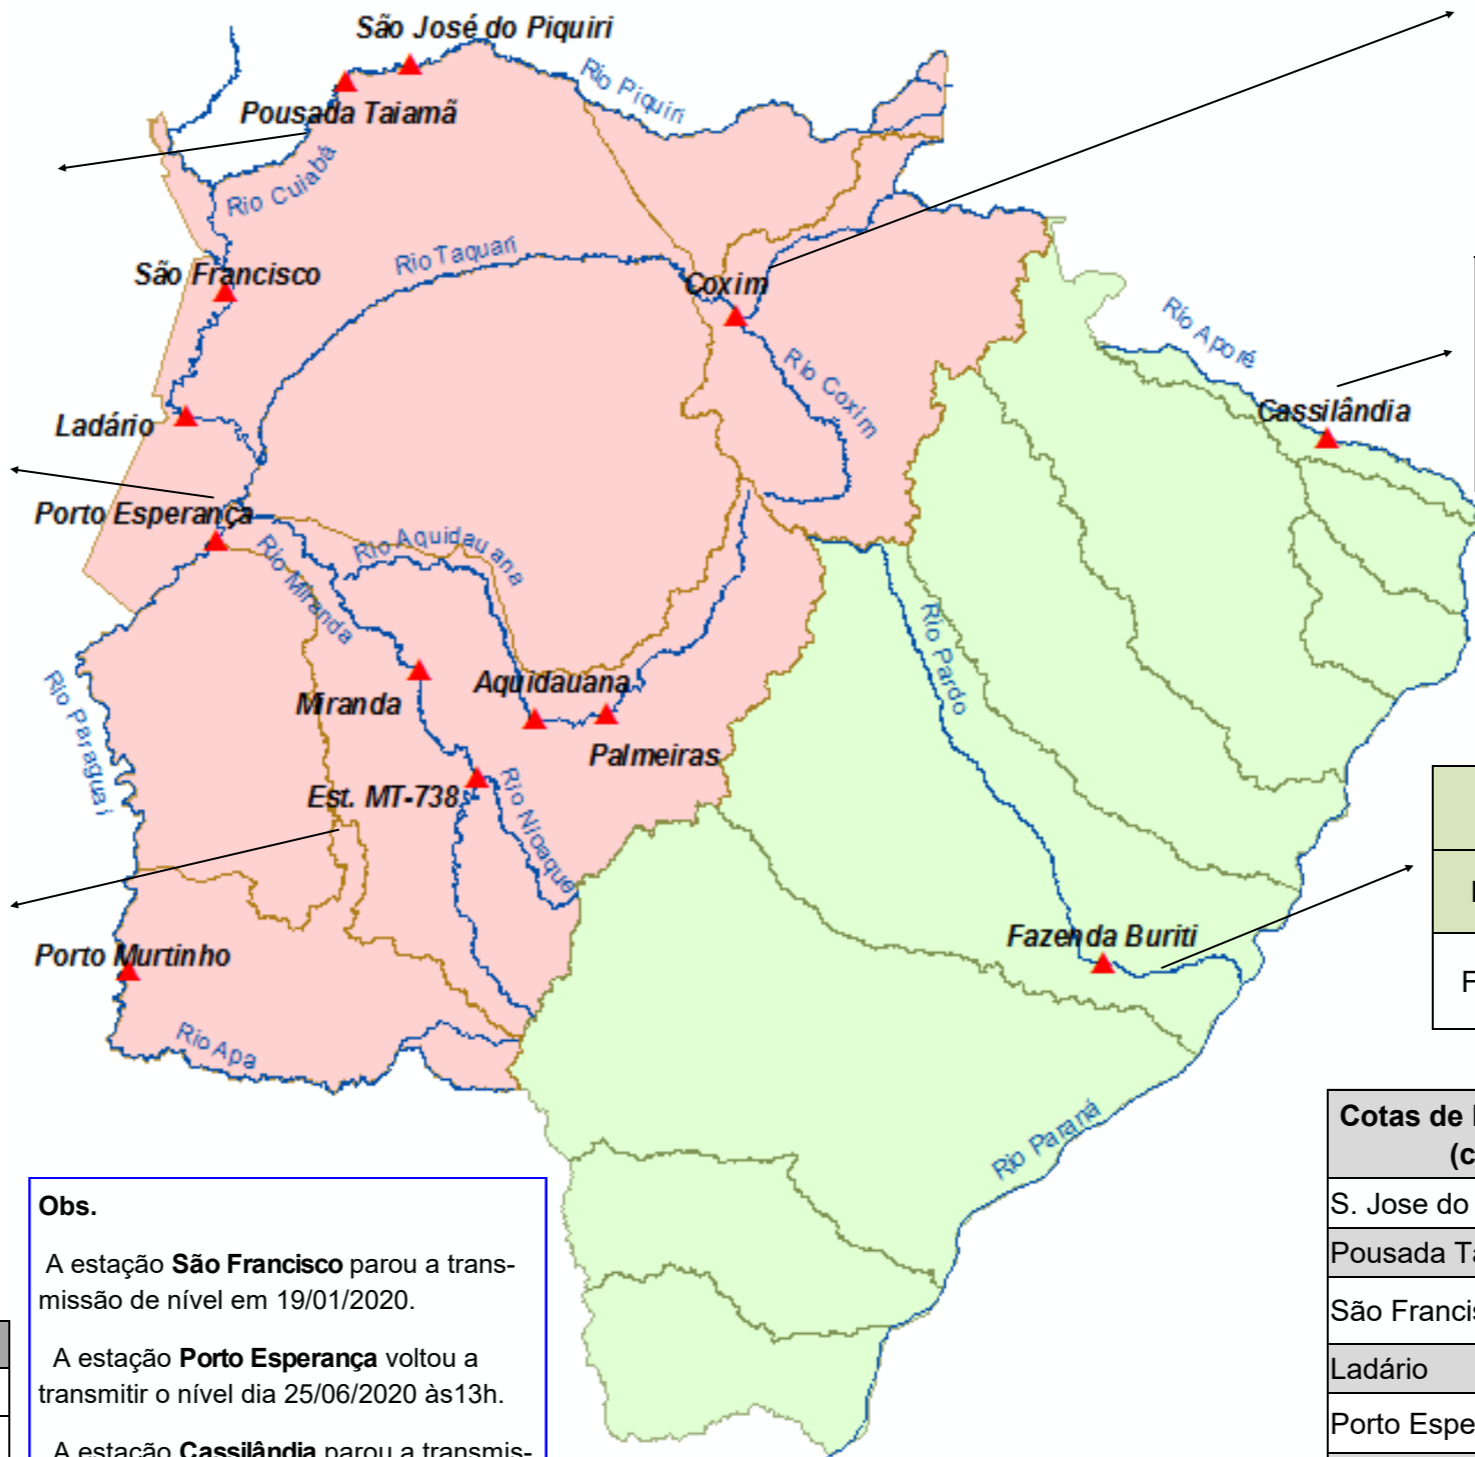 São José do Piquiri
Rio Piquiri
Pousada Taiamã
Rio Cuiabá
Rio Taquari
São Francisco
Coxim
Rio Aporé
Rio Coxim
Cassilândia
Ladário
Porto Esperança
Rio Aquidauana
Rio Miranda
Rio Pardo
Rio Paraguai
Aquidauana
Miranda
Palmeiras
Est. MT-738
Rio Nioaque
Fazenda Buriti
Porto Murtinho
Rio Apa
Rio Paraná
Obs.
A estação São Francisco parou a trans-
missão de nível em 19/01/2020.
A estação Porto Esperança voltou a
transmitir o nível dia 25/06/2020 às13h.
A estação Cassilândia parou a transmis-
Cotas de
(c
S. Jose do
Pousada Ta
São Francis
Ladário
Porto Espe